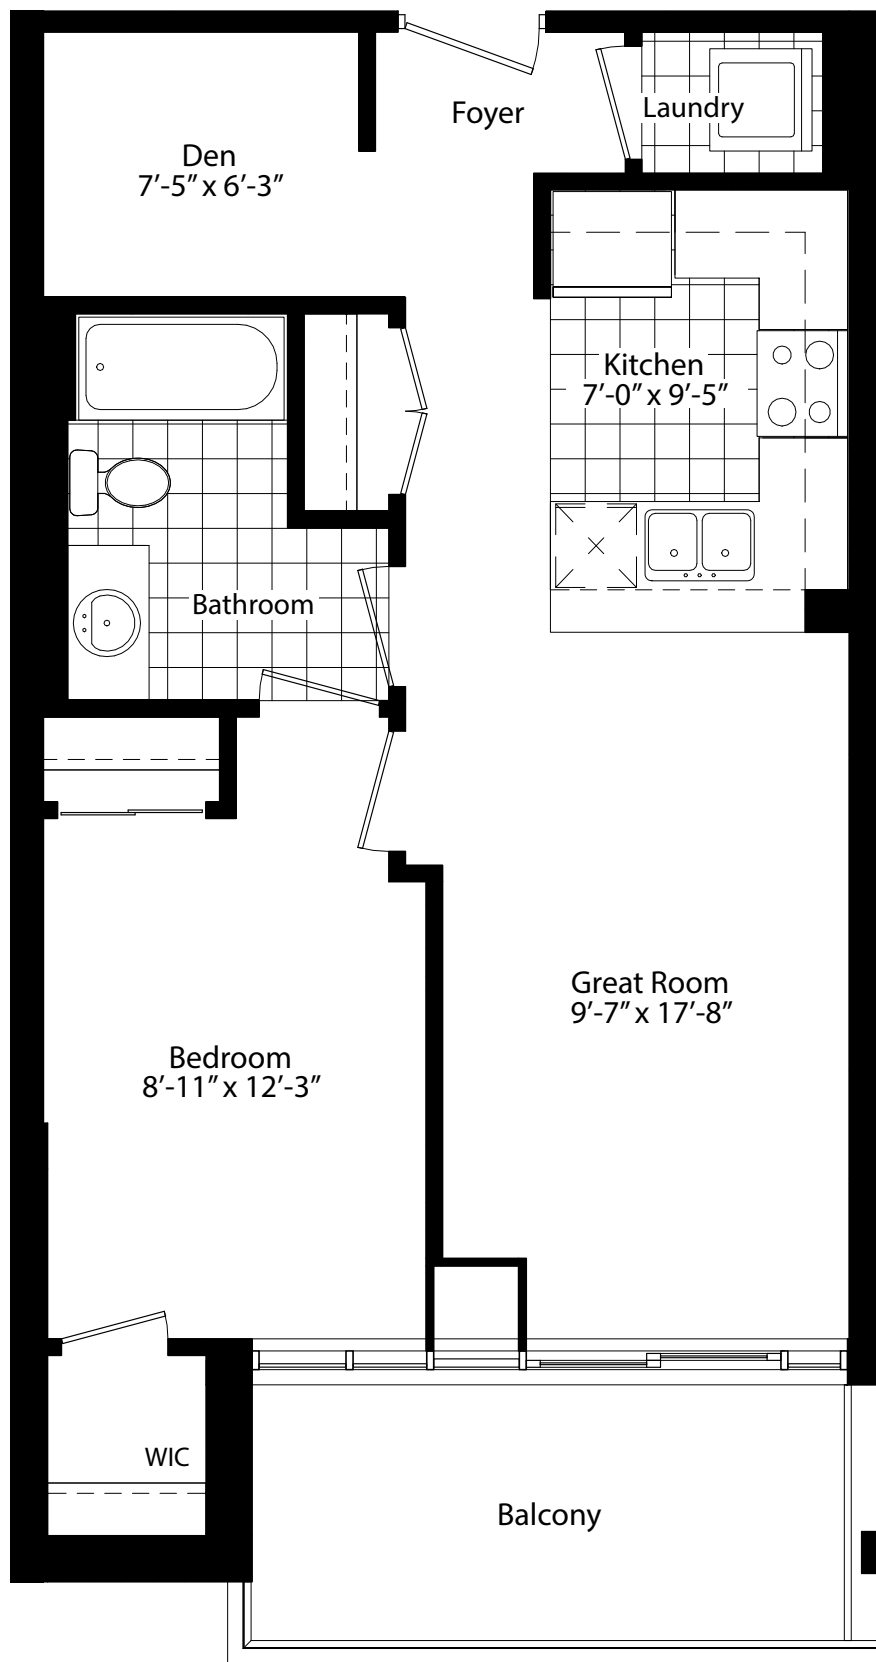 Foyer
Laundry
Den
7’-5” x 6’-3”
Kitchen
7’-0” x 9’-5”
Bathroom
Great Room
9’-7” x 17’-8”
Bedroom
8’-11” x 12’-3”
WIC
Balcony